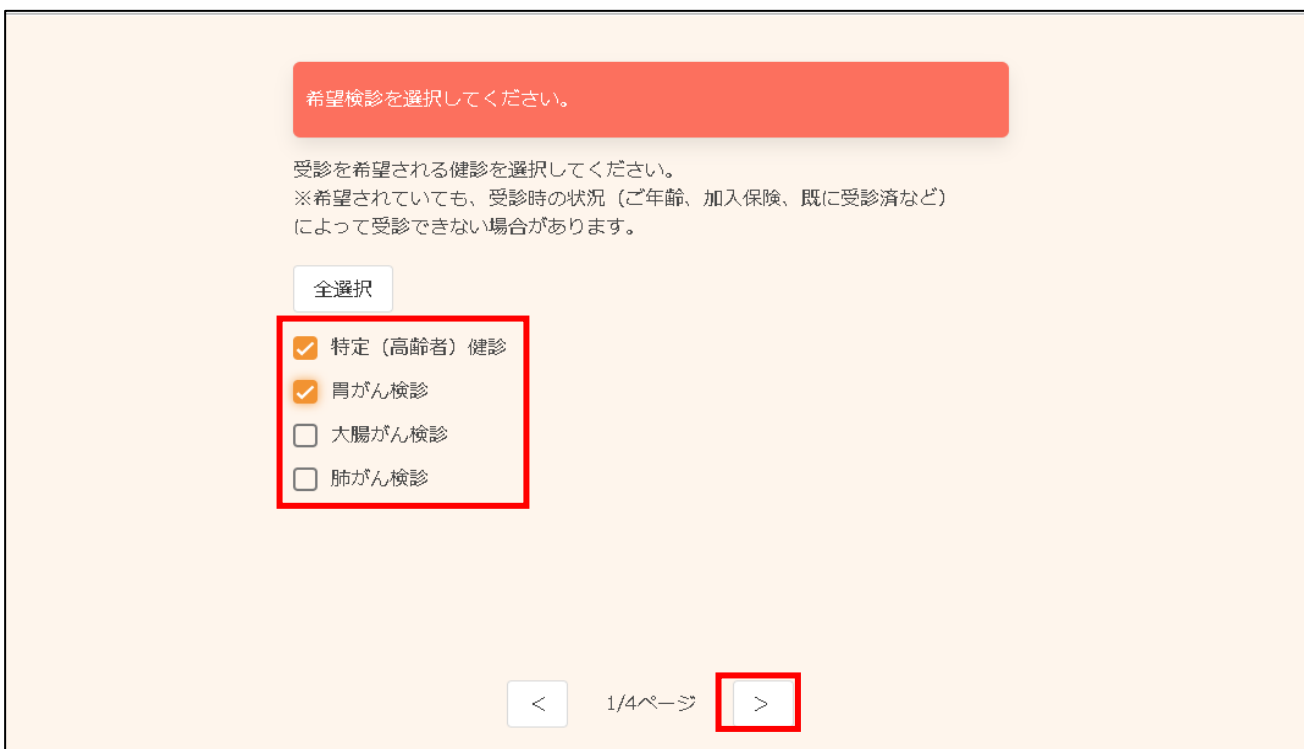 希望検診を選択してください。
受診を希望される健診を選択してください。
※希望されていても、受診時の状況（ご年齢、加入保険、既に受診済など）
によって受診できない場合があります。
全選択
特定（高齢者）健診
胃がん検診
大腸がん検診
肺がん検診
< 1/4ページ >